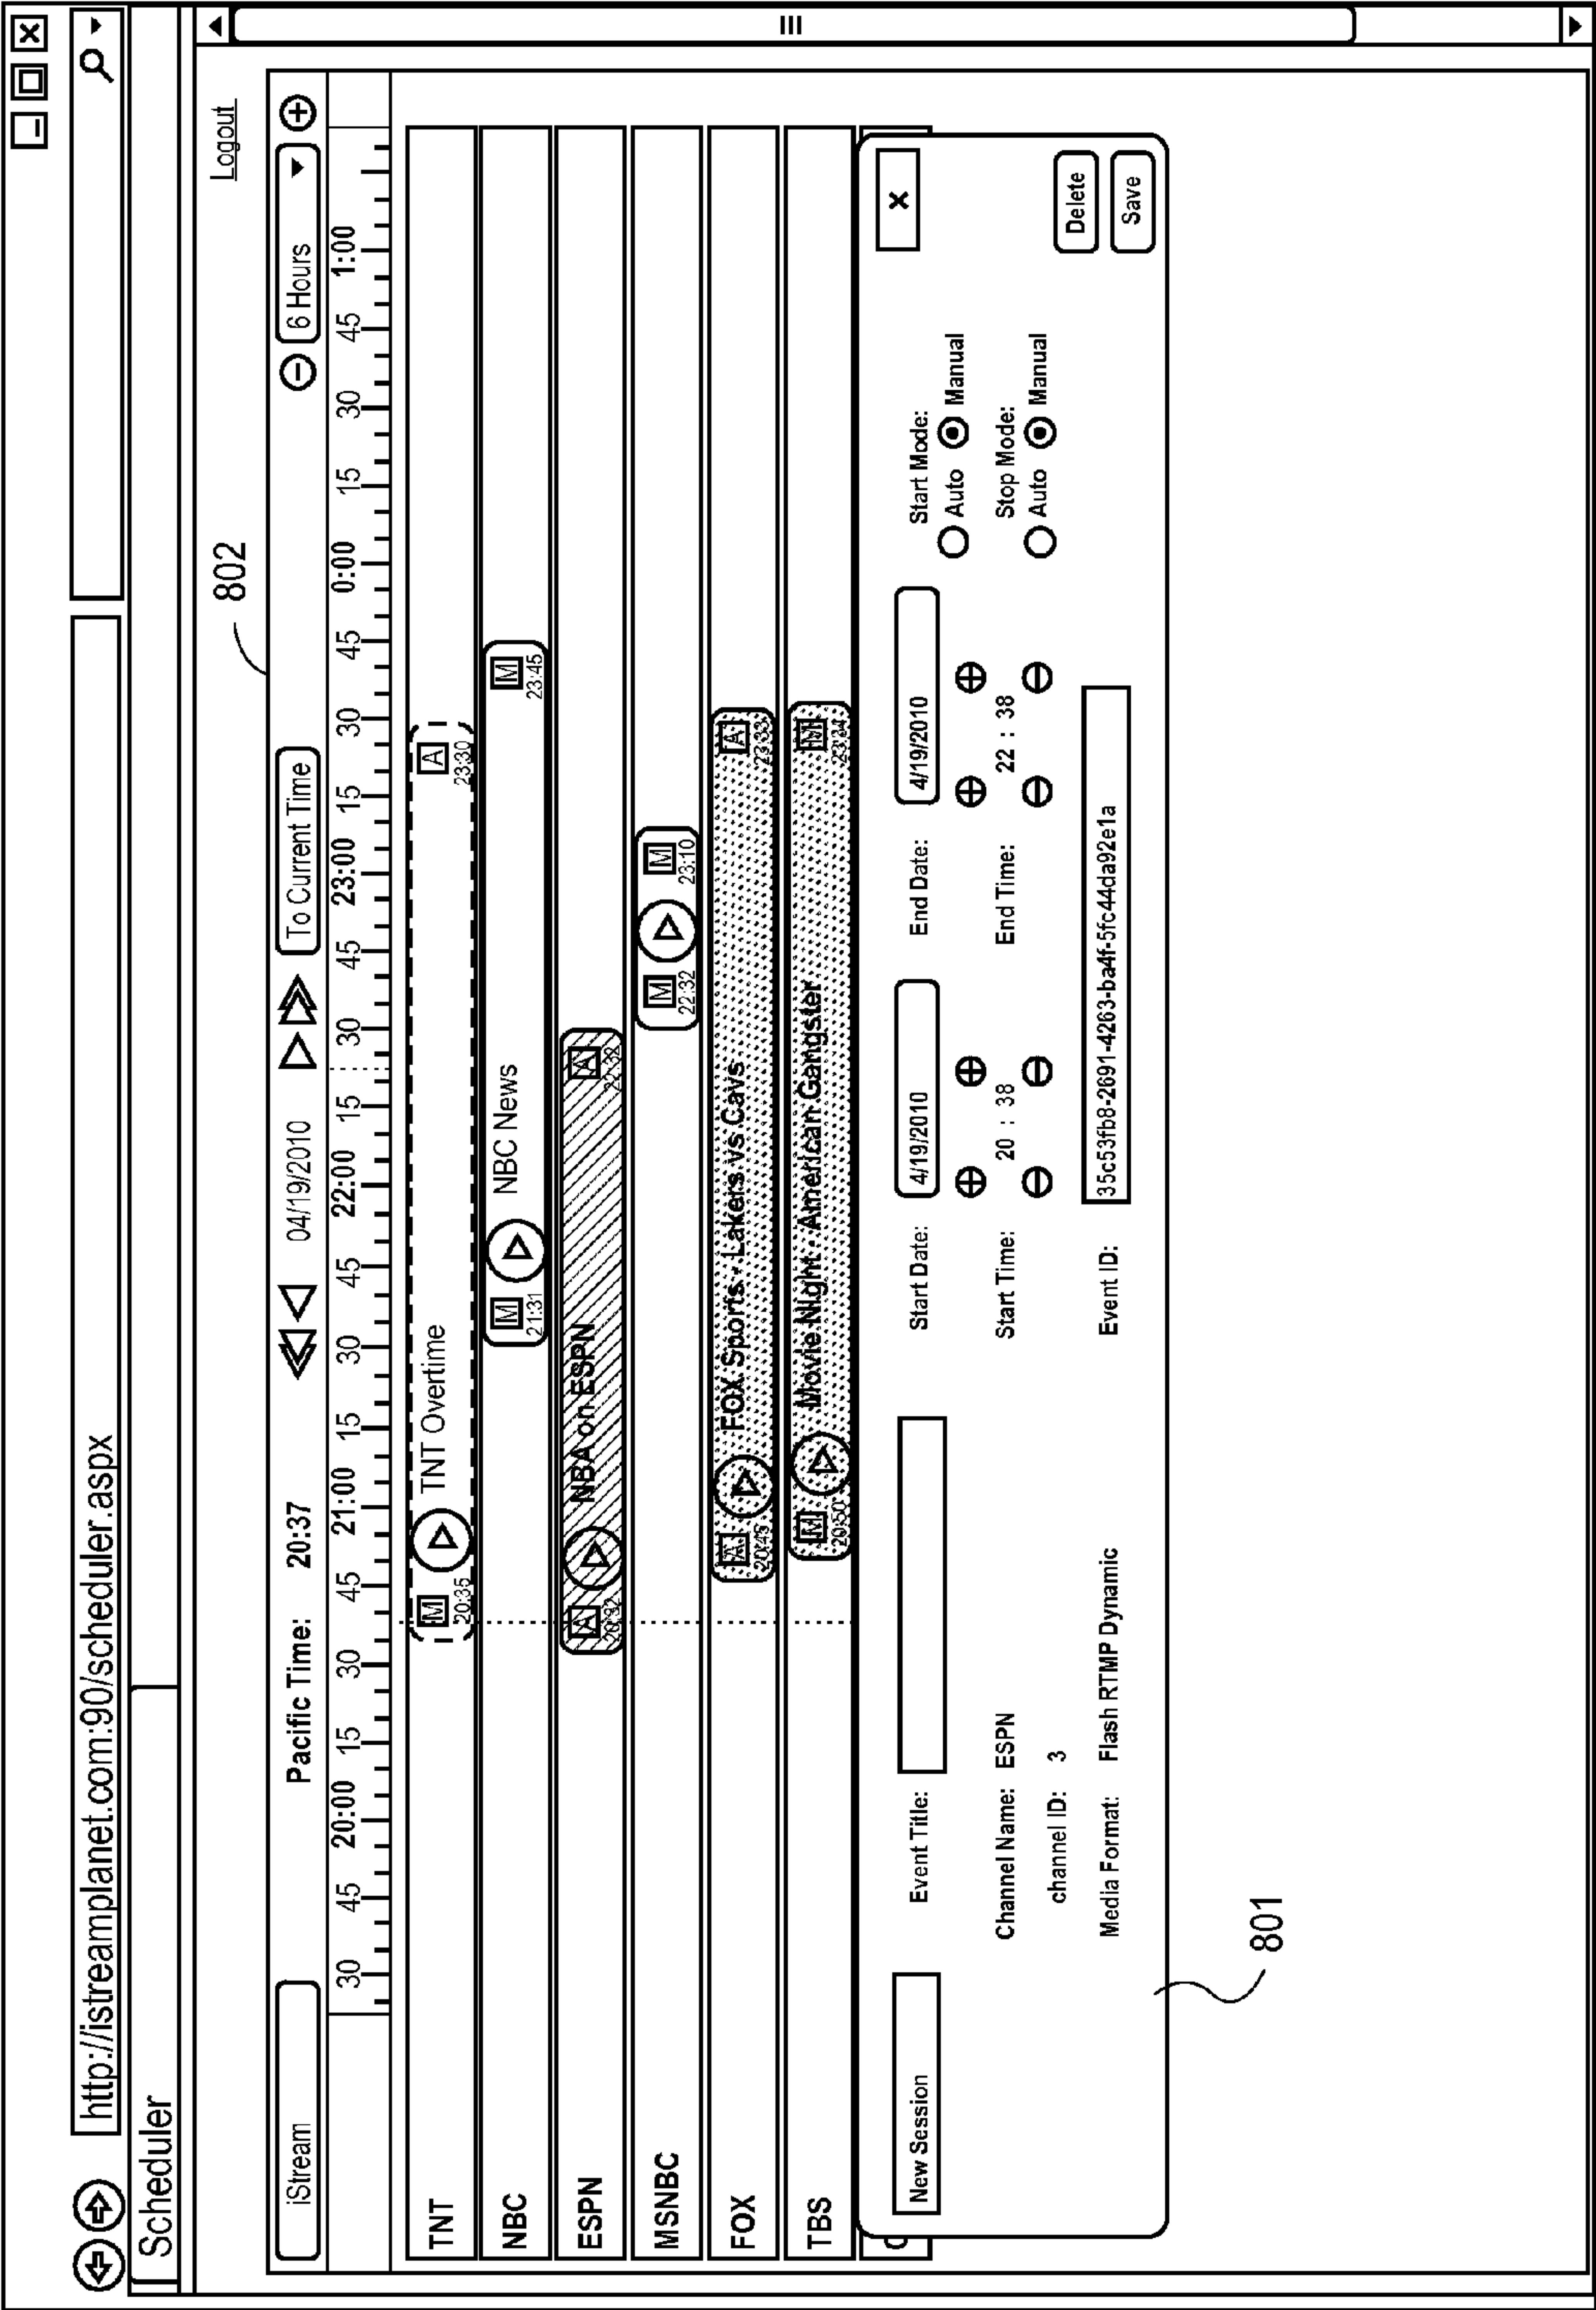 http://istreamplanet.com:90/scheduler.aspx
Scheduler
Logout
802
iStream
Pacific Time: 20:37
04/19/2010
To Current Time
6 Hours
30 45 20:00 15 30 45 21:00 15 30 45 22:00 15 30 45 23:00 15 30 45 0:00 15 30 45 1:00
TNT
M 20:35
TNT Overtime
A 23:30
NBC
M 21:31
NBC News
M 23:45
ESPN
A 20:32
NBA on ESPN
A 22:32
MSNBC
M 22:32
M 23:10
FOX
A 20:45
FOX Sports - Lakers vs Cavs
A 23:33
TBS
M 20:50
Movie Night - American Gangster
M 23:34
New Session
Event Title:
Channel Name: ESPN
channel ID: 3
Media Format: Flash RTMP Dynamic
Start Date: 4/19/2010
Start Time: 20 : 38
End Date: 4/19/2010
End Time: 22 : 38
Event ID: 35c53fb8-2691-4263-ba4f-5fc44da92e1a
Start Mode:
Auto Manual
Stop Mode:
Auto Manual
Delete
Save
801